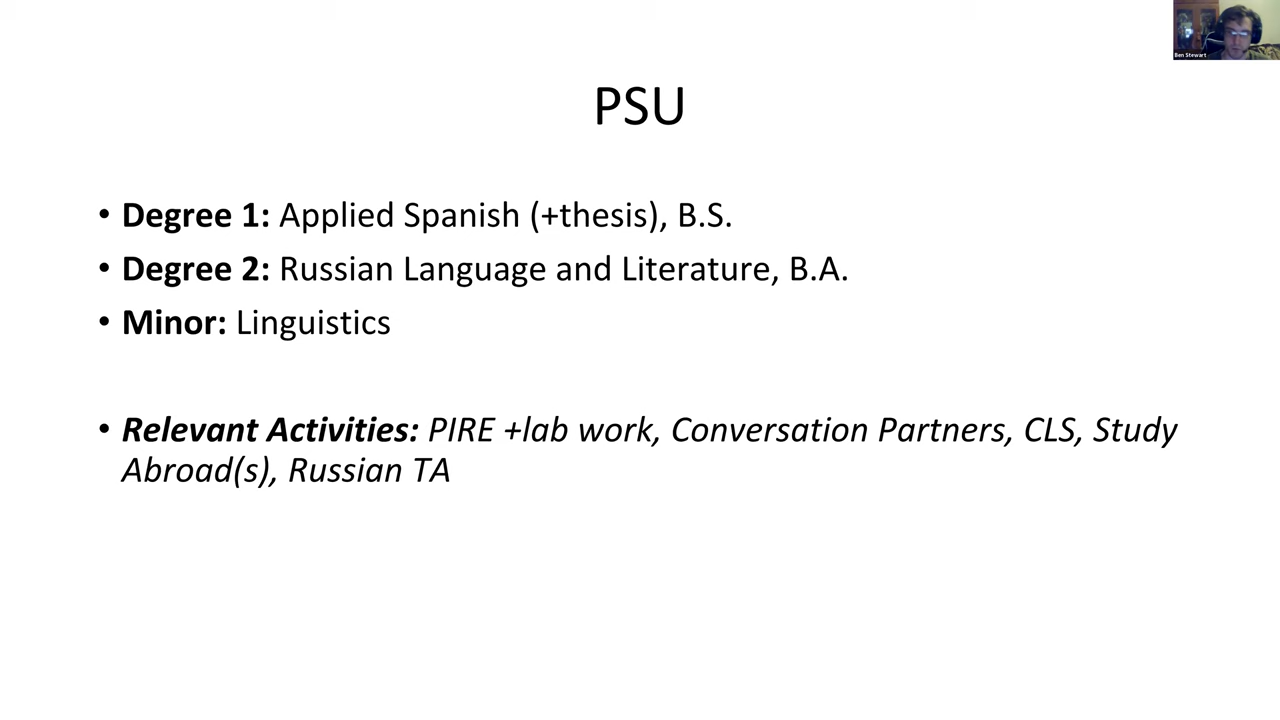 Ben Stewart
PSU
• Degree 1: Applied Spanish (+thesis), B.S.
• Degree 2: Russian Language and Literature, B.A.
• Minor: Linguistics
• Relevant Activities: PIRE +lab work, Conversation Partners, CLS, Study
Abroad(s), Russian TA